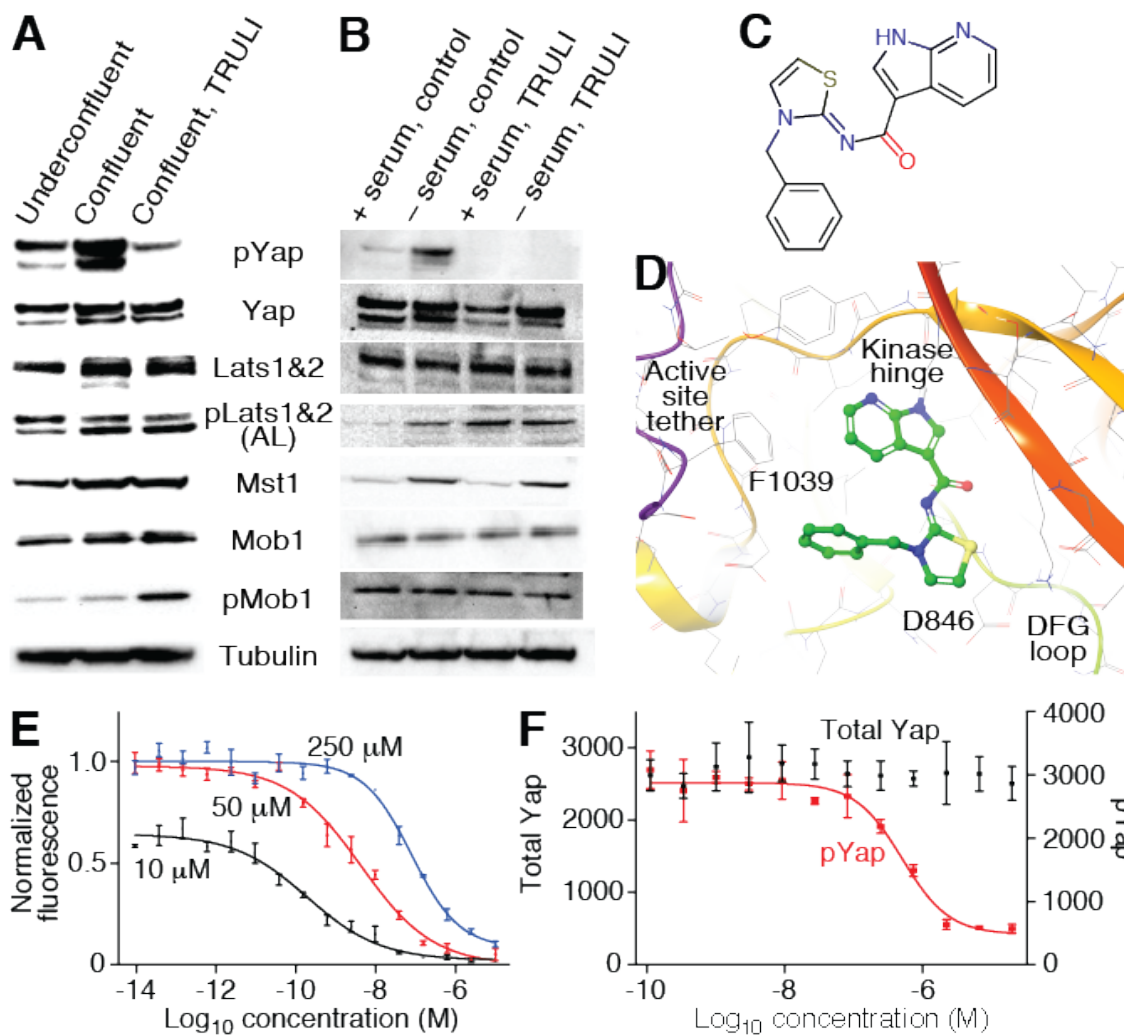 A
Underconfluent
Confluent
Confluent, TRULI
B
+ serum, control
– serum, control
+ serum, TRULI
– serum, TRULI
pYap
Yap
Lats1&2
pLats1&2
(AL)
Mst1
Mob1
pMob1
Tubulin
C
HN
N
S
N
N
O
D
Kinase
hinge
Active
site
tether
F1039
D846
DFG
loop
E
Normalized
fluorescence
1.0
0.5
0
250 µM
50 µM
10 µM
-14
-12
-10
-8
-6
Log10 concentration (M)
F
Total Yap
3000
2000
1000
0
Total Yap
pYap
4000
3000
2000
1000
0
pYap
-10
-8
-6
Log10 concentration (M)